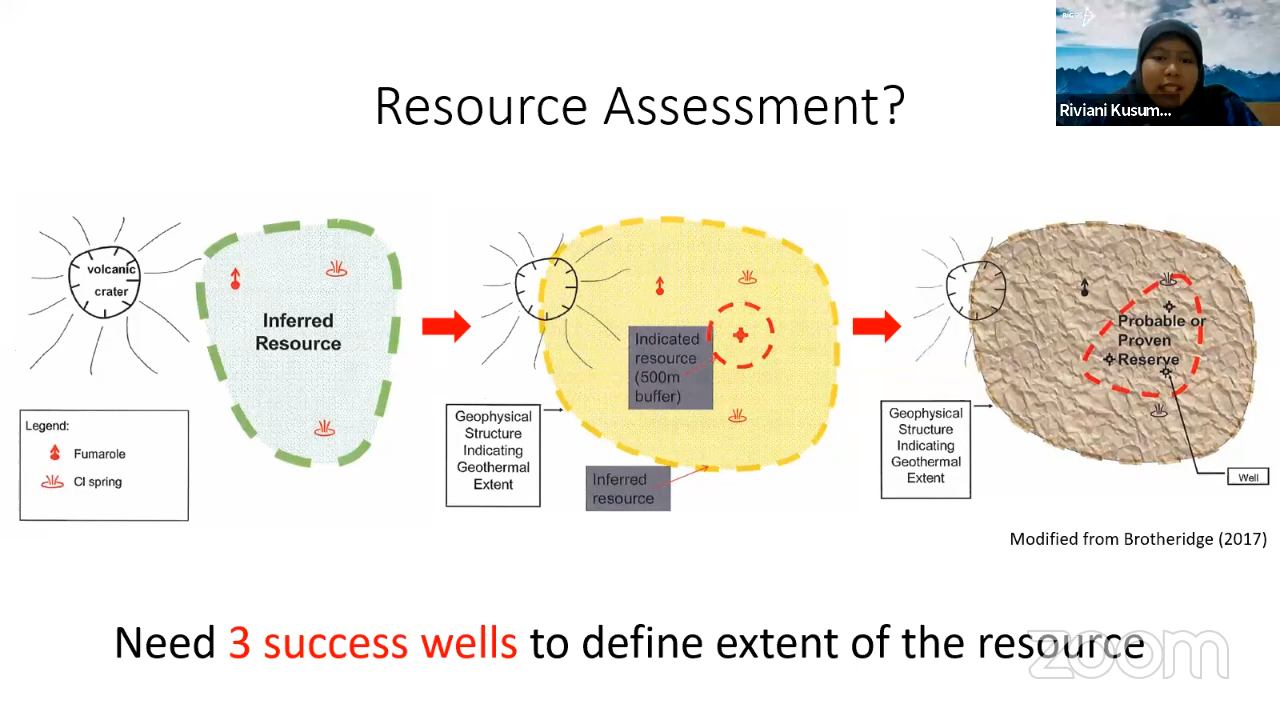 Riviani Kusum...
Resource Assessment?
volcanic
crater
Inferred
Resource
Legend:
Fumarole
Cl spring
Indicated
resource
(500m
buffer)
Geophysical
Structure
Indicating
Geothermal
Extent
Inferred
resource
Probable or
Proven
Reserve
Geophysical
Structure
Indicating
Geothermal
Extent
Well
Modified from Brotheridge (2017)
Need 3 success wells to define extent of the resource
zoom